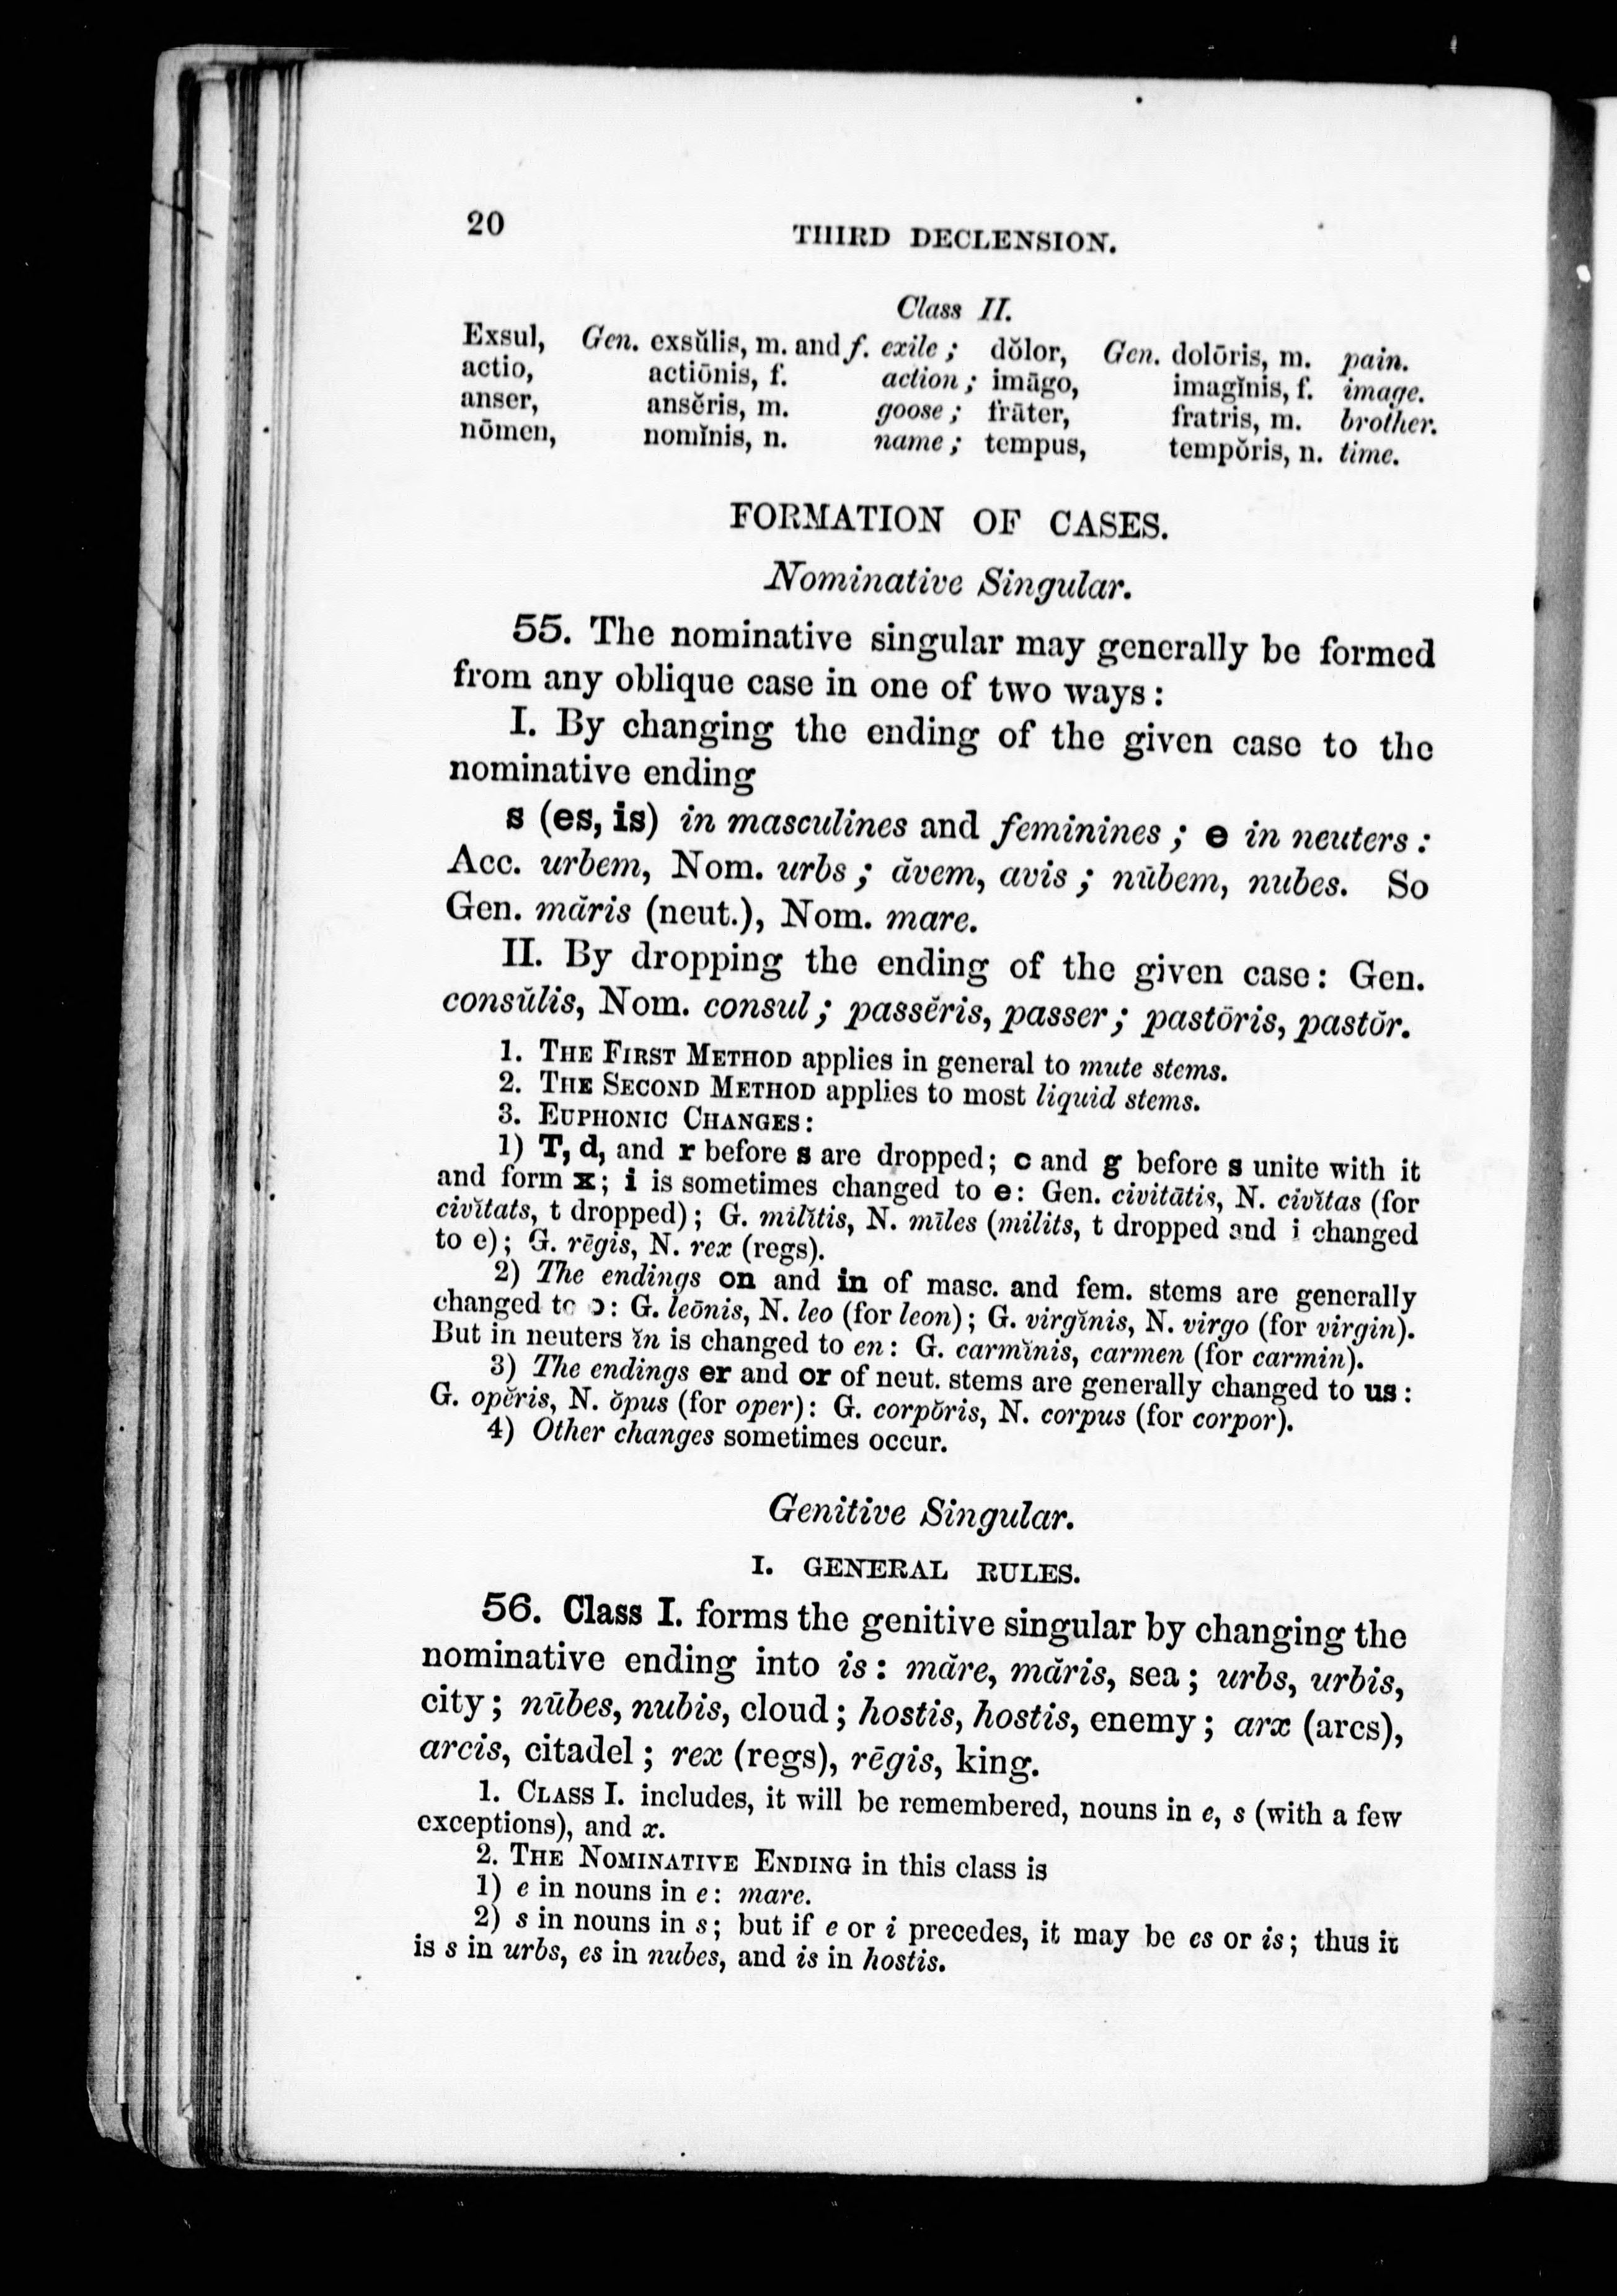 20
THIRD DECLENSION.
Class II.
Exsul, Gen. exsŭlis, m. and f. exile; dŏlor, Gen. dolōris, m. pain.
actio, actiōnis, f. action; imāgo, imagĭnis, f. image.
anser, ansĕris, m. goose; frāter, fratris, m. brother.
nōmen, nomĭnis, n. name; tempus, tempŏris, n. time.
FORMATION OF CASES.
Nominative Singular.
55. The nominative singular may generally be formed
from any oblique case in one of two ways:
I. By changing the ending of the given case to the
nominative ending
s (es, is) in masculines and feminines; e in neuters:
Acc. urbem, Nom. urbs; ăvem, avis; nūbem, nubes. So
Gen. măris (neut.), Nom. mare.
II. By dropping the ending of the given case: Gen.
consŭlis, Nom. consul; passĕris, passer; pastōris, pastŏr.
1. THE FIRST METHOD applies in general to mute stems.
2. THE SECOND METHOD applies to most liquid stems.
3. EUPHONIC CHANGES:
1) T, d, and r before s are dropped; c and g before s unite with it
and form x; i is sometimes changed to e: Gen. civitātis, N. civĭtas (for
civĭtats, t dropped); G. milĭtis, N. mīles (milits, t dropped and i changed
to e); G. rēgis, N. rex (regs).
2) The endings on and in of masc. and fem. stems are generally
changed to o: G. leōnis, N. leo (for leon); G. virgĭnis, N. virgo (for virgin).
But in neuters ĭn is changed to en: G. carmĭnis, carmen (for carmin).
3) The endings er and or of neut. stems are generally changed to us:
G. opĕris, N. ŏpus (for oper): G. corpŏris, N. corpus (for corpor).
4) Other changes sometimes occur.
Genitive Singular.
I. GENERAL RULES.
56. Class I. forms the genitive singular by changing the
nominative ending into is: măre, măris, sea; urbs, urbis,
city; nūbes, nubis, cloud; hostis, hostis, enemy; arx (arcs),
arcis, citadel; rex (regs), rēgis, king.
1. CLASS I. includes, it will be remembered, nouns in e, s (with a few
exceptions), and x.
2. THE NOMINATIVE ENDING in this class is
1) e in nouns in e: mare.
2) s in nouns in s; but if e or i precedes, it may be es or is; thus it
is s in urbs, es in nubes, and is in hostis.